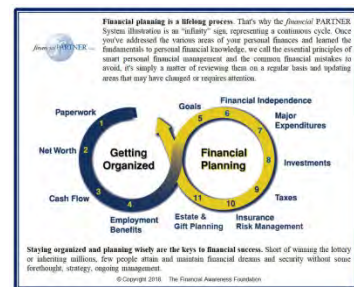 Financial planning is a lifelong process. That's why the financial PARTNER
System illustration is an "infinity" sign, representing a continuous cycle. Once
you've addressed the various areas of your personal finances and learned the
fundamentals to personal financial knowledge, we call the essential principles of
smart personal financial management and the common financial mistakes to
avoid, it's simply a matter of reviewing them on a regular basis and updating
areas that may have changed or requires attention.
financial PARTNER
Paperwork
Net Worth
Cash Flow
Employment
Benefits
1
2
3
4
Getting
Organized
Goals
Financial Independence
Major
Expenditures
Investments
Taxes
Insurance
Risk Management
Estate &
Gift Planning
5
6
7
8
9
10
11
Financial
Planning
Staying organized and planning wisely are the keys to financial success. Short of winning the lottery
or inheriting millions, few people attain and maintain financial dreams and security without some
forethought, strategy, ongoing management.
© Copyright 2016 The Financial Awareness Foundation